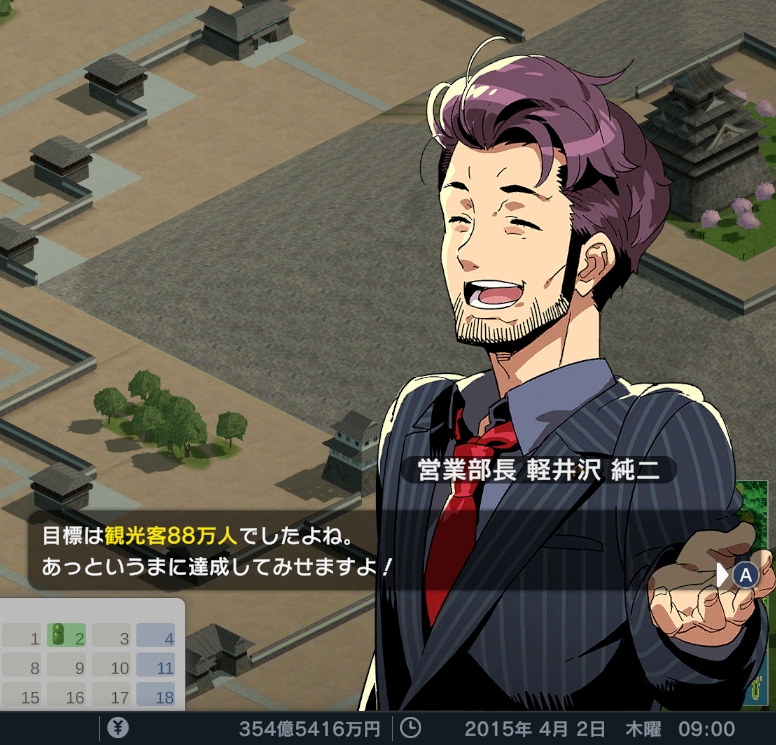 営業部長 軽井沢 純二
目標は観光客88万人でしたよね。
あっというまに達成してみせますよ！
A
1 2 3 4
8 9 10 11
15 16 17 18
¥ 354億5416万円 2015年 4月 2日 木曜 09:00